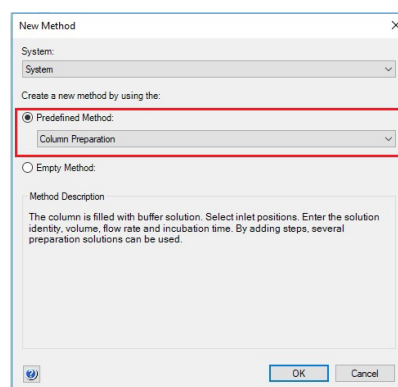 New Method
System:
System
Create a new method by using the:
Predefined Method:
Column Preparation
Empty Method:
Method Description
The column is filled with buffer solution. Select inlet positions. Enter the solution
identity, volume, flow rate and incubation time. By adding steps, several
preparation solutions can be used.
OK Cancel